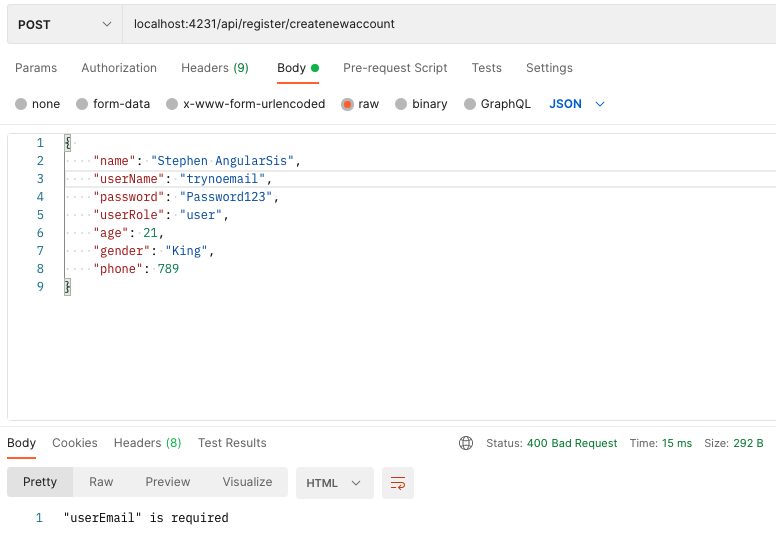 POST localhost:4231/api/register/createnewaccount
Params Authorization Headers (9) Body Pre-request Script Tests Settings
none form-data x-www-form-urlencoded raw binary GraphQL JSON
1 {
2 "name": "Stephen AngularSis",
3 "userName": "trynoemail",
4 "password": "Password123",
5 "userRole": "user",
6 "age": 21,
7 "gender": "King",
8 "phone": 789
9 }
Body Cookies Headers (8) Test Results Status: 400 Bad Request Time: 15 ms Size: 292 B
Pretty Raw Preview Visualize HTML
1 "userEmail" is required